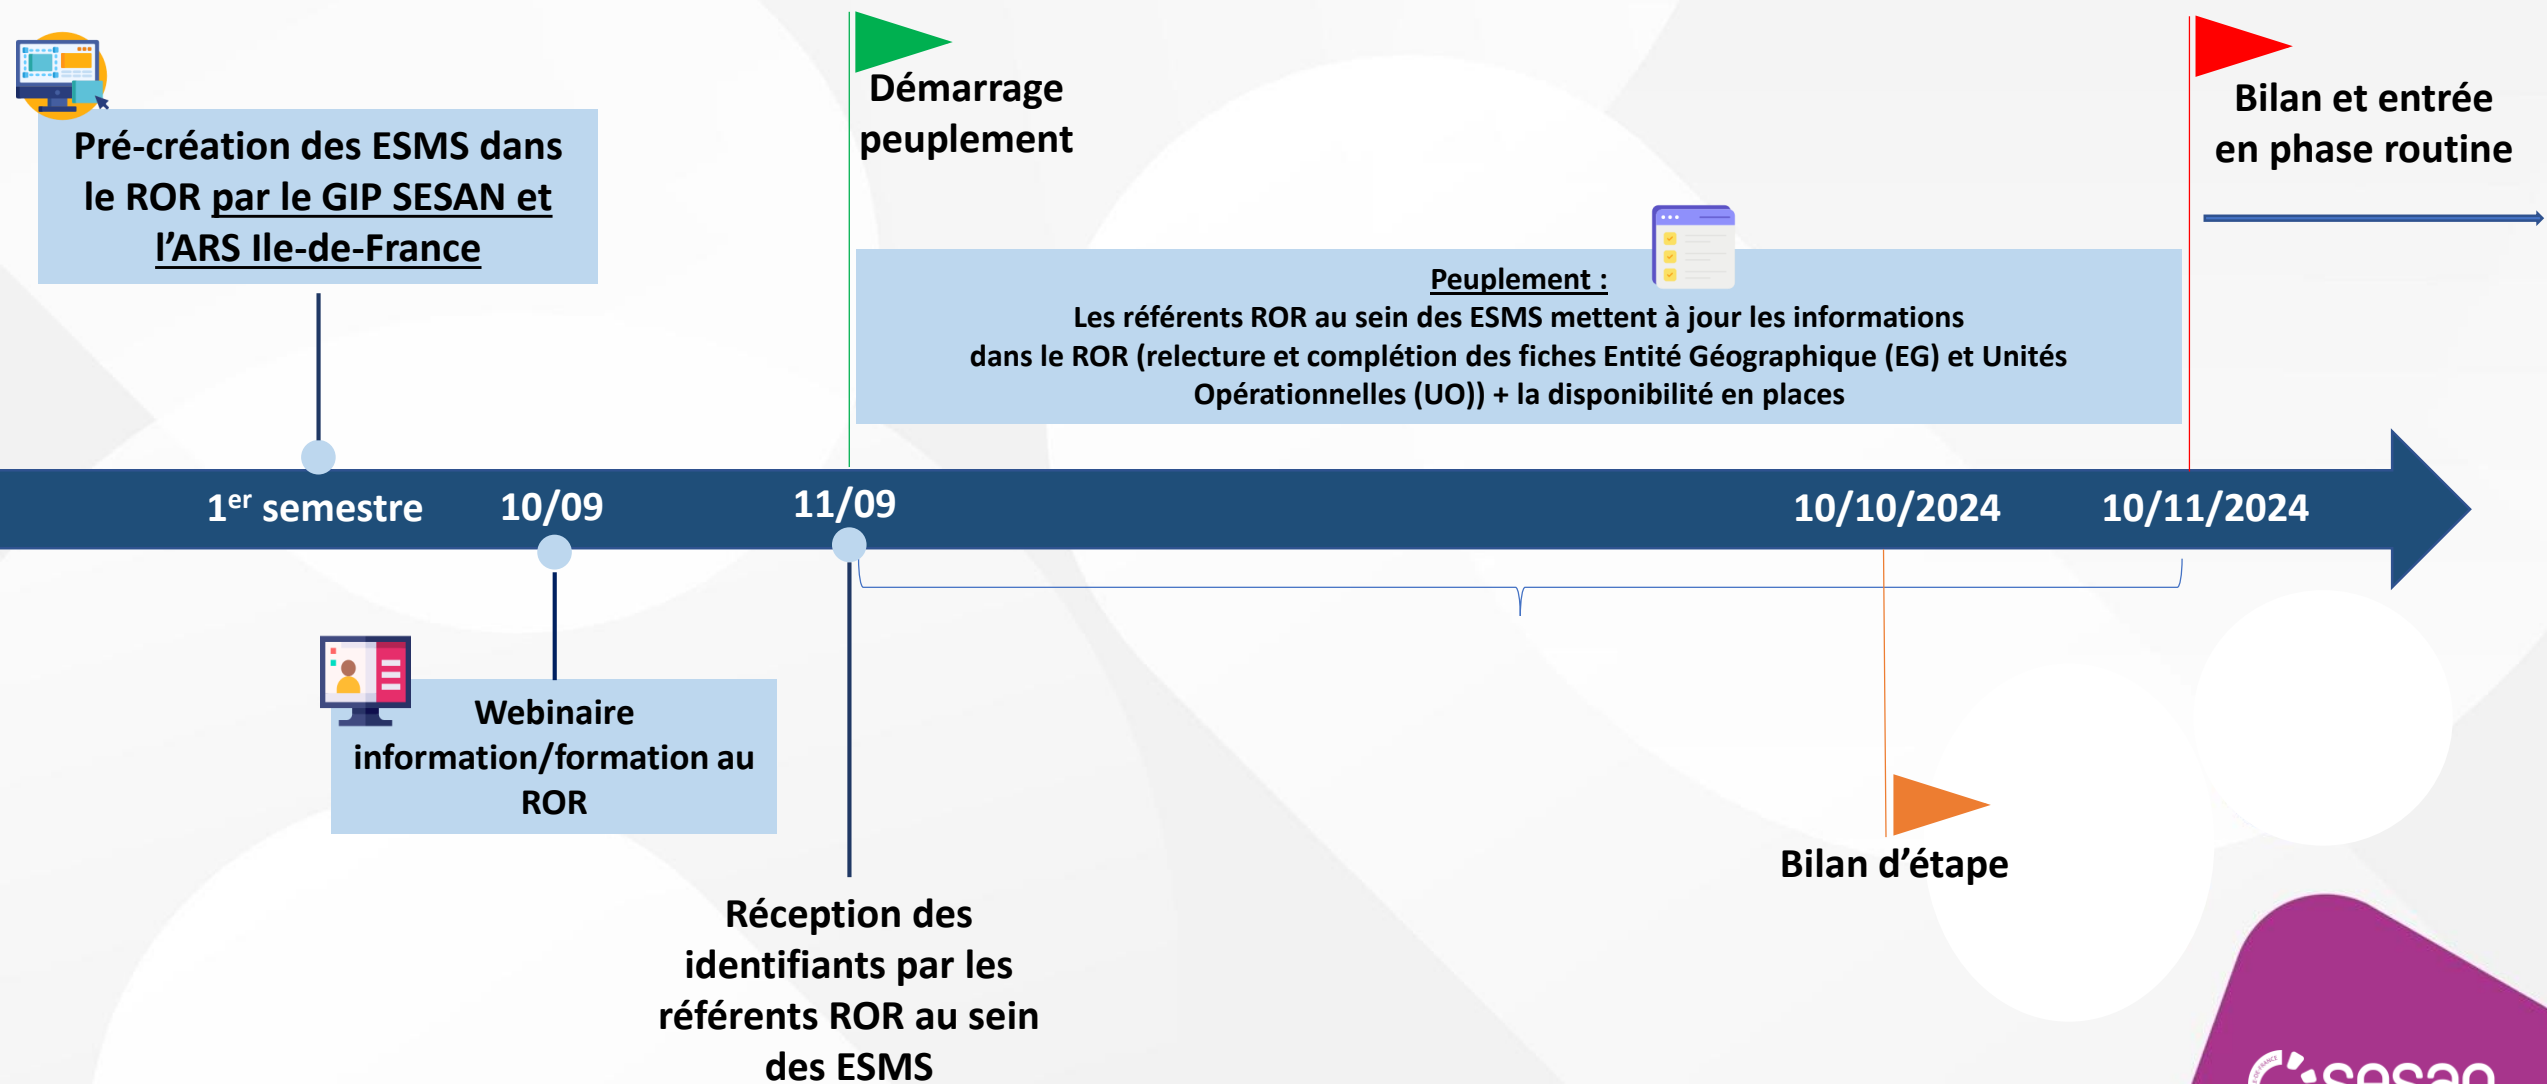 Pré-création des ESMS dans
le ROR par le GIP SESAN et
l’ARS Ile-de-France
Démarrage
peuplement
Bilan et entrée
en phase routine
Peuplement :
Les référents ROR au sein des ESMS mettent à jour les informations
dans le ROR (relecture et complétion des fiches Entité Géographique (EG) et Unités
Opérationnelles (UO)) + la disponibilité en places
1er semestre
10/09
11/09
10/10/2024
10/11/2024
Webinaire
information/formation au
ROR
Bilan d’étape
Réception des
identifiants par les
référents ROR au sein
des ESMS
sesan